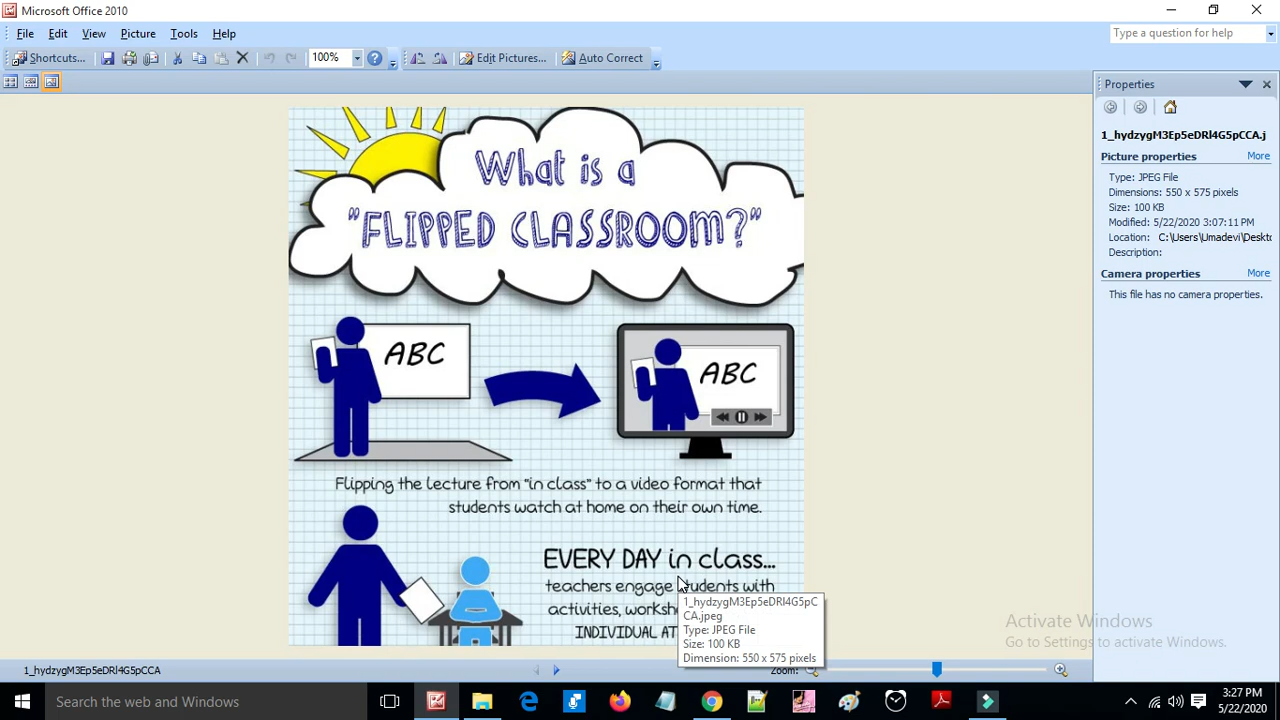 Microsoft Office 2010
File Edit View Picture Tools Help
Type a question for help
Shortcuts...
100%
Edit Pictures...
Auto Correct
Properties
1_hydzygM3Ep5eDRl4G5pCCA.j
Picture properties
More
Type: JPEG File
Dimensions: 550 x 575 pixels
Size: 100 KB
Modified: 5/22/2020 3:07:11 PM
Location: C:\Users\Umadevi\Deskto
Description:
Camera properties
More
This file has no camera properties.
What is a
"FLIPPED CLASSROOM?"
ABC
ABC
Flipping the lecture from "in class" to a video format that
students watch at home on their own time.
EVERY DAY in class...
teachers engage students with
activities,
INDIVIDUAL
1_hydzygM3Ep5eDRl4G5pC
CA.jpeg
Type: JPEG File
Size: 100 KB
Dimension: 550 x 575 pixels
Activate Windows
Go to Settings to activate Windows.
1_hydzygM3Ep5eDRl4G5pCCA
Zoom:
Search the web and Windows
3:27 PM
5/22/2020